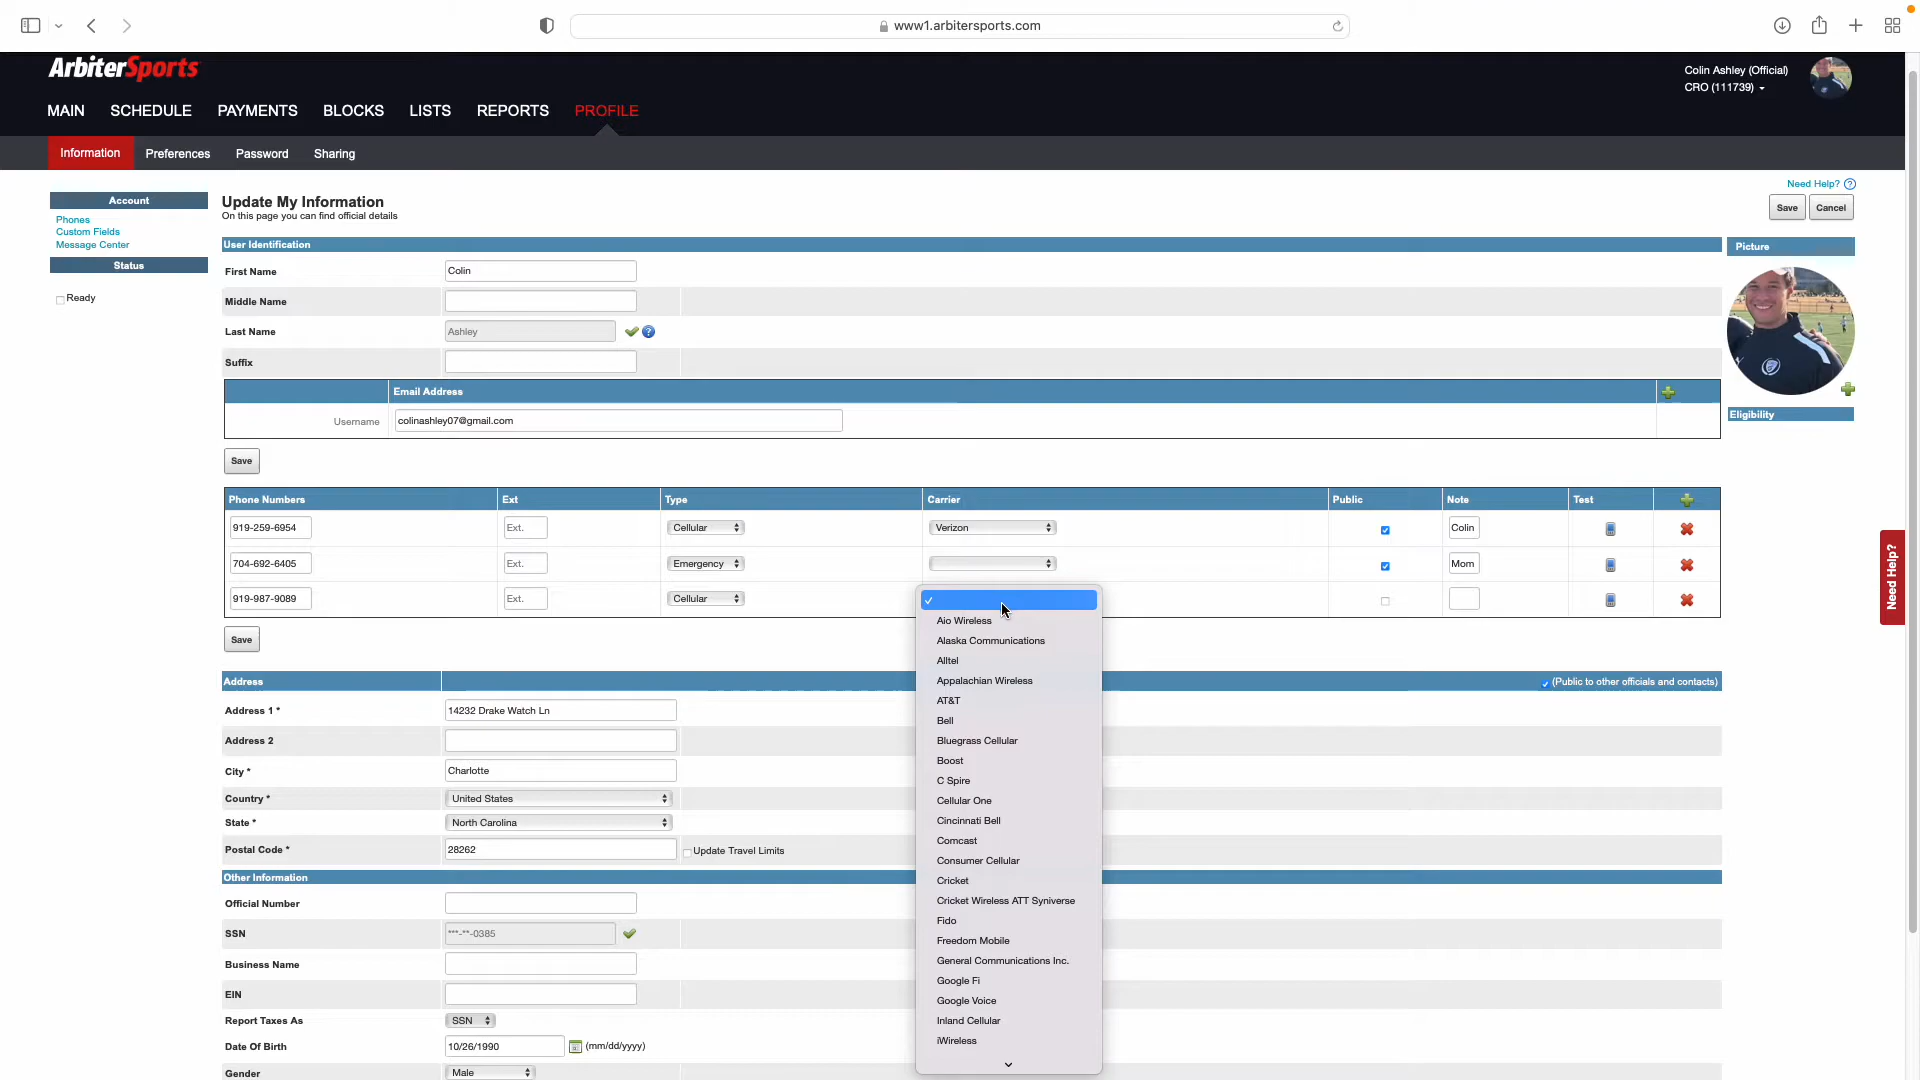 www1.arbitersports.com
ArbiterSports
Colin Ashley (Official)
CRO (111739)
MAIN SCHEDULE PAYMENTS BLOCKS LISTS REPORTS PROFILE
Information Preferences Password Sharing
Need Help?
Account
Phones
Custom Fields
Message Center
Status
Ready
Update My Information
On this page you can find official details
Save Cancel
User Identification
Picture
First Name Colin
Middle Name
Last Name Ashley
Suffix
Email Address
Username colinashley07@gmail.com
Eligibility
Save
Phone Numbers Ext Type Carrier Public Note Test
919-259-6954 Ext. Cellular Verizon Colin
704-692-6405 Ext. Emergency Mom
919-987-9089 Ext. Cellular
Need Help?
Save
Aio Wireless
Alaska Communications
Alltel
Appalachian Wireless
AT&T
Bell
Bluegrass Cellular
Boost
C Spire
Cellular One
Cincinnati Bell
Comcast
Consumer Cellular
Cricket
Cricket Wireless ATT Syniverse
Fido
Freedom Mobile
General Communications Inc.
Google Fi
Google Voice
Inland Cellular
iWireless
Address (Public to other officials and contacts)
Address 1 * 14232 Drake Watch Ln
Address 2
City * Charlotte
Country * United States
State * North Carolina
Postal Code * 28262 Update Travel Limits
Other Information
Official Number
SSN ***-**-0385
Business Name
EIN
Report Taxes As SSN
Date Of Birth 10/26/1990 (mm/dd/yyyy)
Gender Male